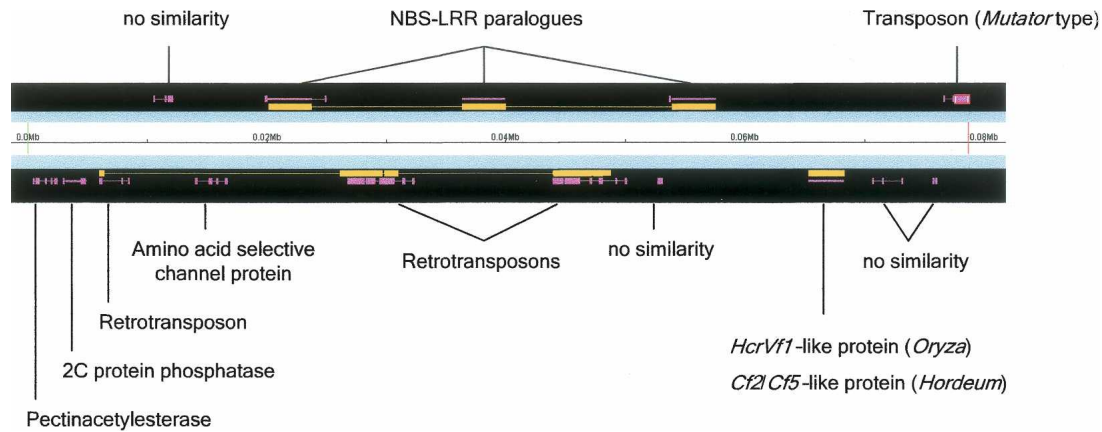 no similarity
NBS-LRR paralogues
Transposon (Mutator type)
0.0Mb
0.02Mb
0.04Mb
0.06Mb
0.08Mb
Amino acid selective
channel protein
Retrotransposons
no similarity
no similarity
Retrotransposon
2C protein phosphatase
Pectinacetylesterase
HcrVf1-like protein (Oryza)
Cf2/Cf5-like protein (Hordeum)